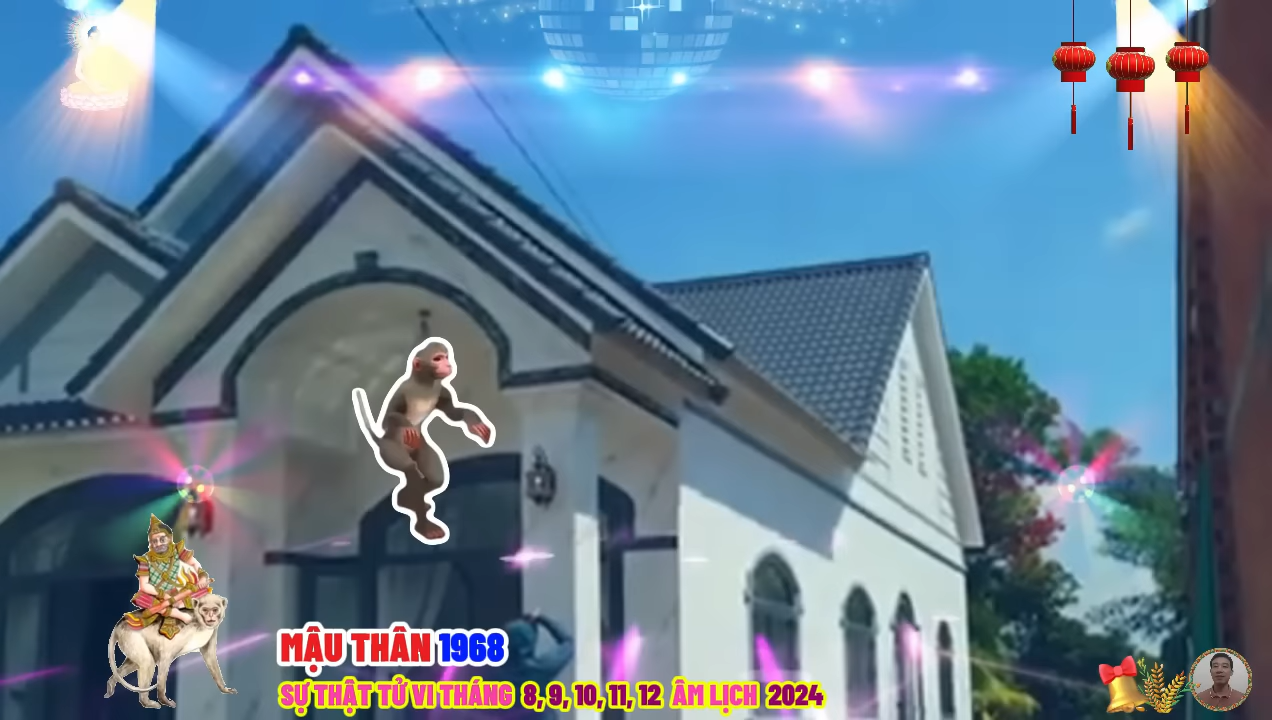 MẬU THÂN 1968
SỰ THẬT TỬ VI THÁNG 8, 9, 10, 11, 12 ÂM LỊCH 2024